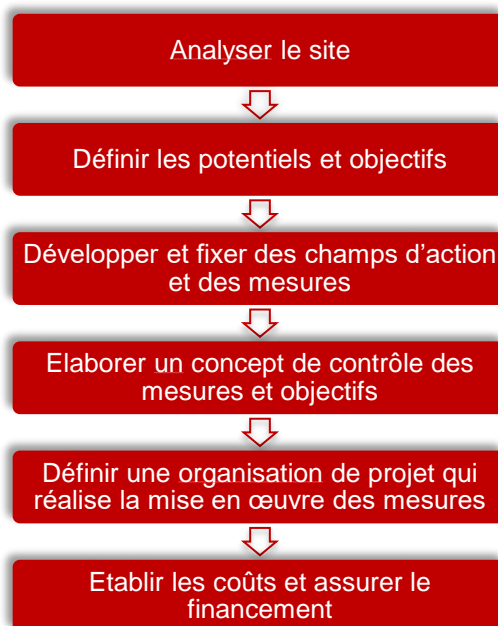 Analyser le site
Définir les potentiels et objectifs
Développer et fixer des champs d’action
et des mesures
Elaborer un concept de contrôle des
mesures et objectifs
Définir une organisation de projet qui
réalise la mise en œuvre des mesures
Etablir les coûts et assurer le
financement